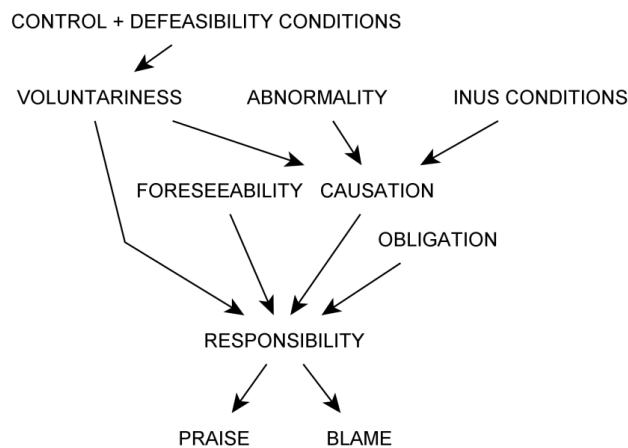 CONTROL + DEFEASIBILITY CONDITIONS
VOLUNTARINESS ABNORMALITY INUS CONDITIONS
FORESEEABILITY CAUSATION
OBLIGATION
RESPONSIBILITY
PRAISE BLAME